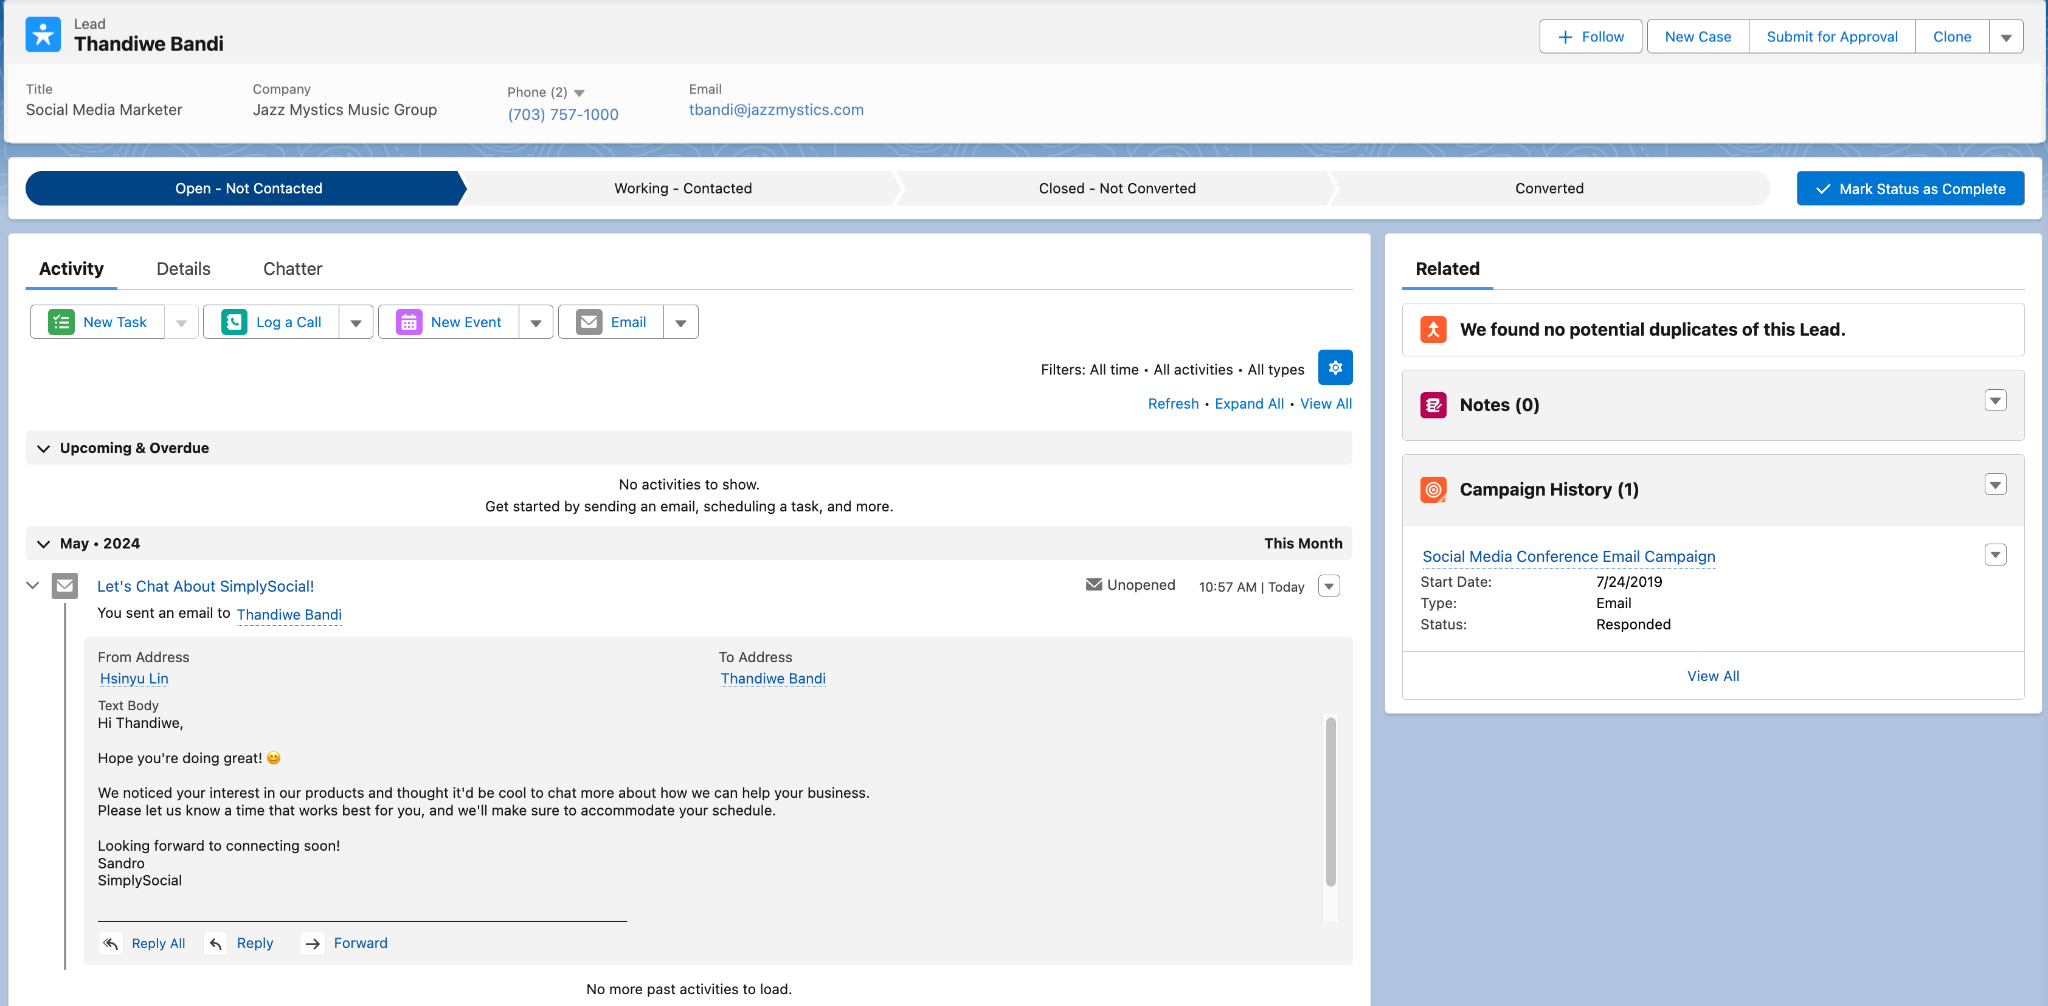 Lead
Thandiwe Bandi
Follow
New Case
Submit for Approval
Clone
Title
Social Media Marketer
Company
Jazz Mystics Music Group
Phone (2)
(703) 757-1000
Email
tbandi@jazzmystics.com
Open - Not Contacted
Working - Contacted
Closed - Not Converted
Converted
Mark Status as Complete
Activity
Details
Chatter
New Task
Log a Call
New Event
Email
Filters: All time • All activities • All types
Refresh • Expand All • View All
Upcoming & Overdue
No activities to show.
Get started by sending an email, scheduling a task, and more.
May • 2024
This Month
Let's Chat About SimplySocial!
Unopened
10:57 AM | Today
You sent an email to Thandiwe Bandi
From Address
Hsinyu Lin
To Address
Thandiwe Bandi
Text Body
Hi Thandiwe,
Hope you're doing great! 😊
We noticed your interest in our products and thought it'd be cool to chat more about how we can help your business.
Please let us know a time that works best for you, and we'll make sure to accommodate your schedule.
Looking forward to connecting soon!
Sandro
SimplySocial
Reply All
Reply
Forward
No more past activities to load.
Related
We found no potential duplicates of this Lead.
Notes (0)
Campaign History (1)
Social Media Conference Email Campaign
Start Date: 7/24/2019
Type: Email
Status: Responded
View All